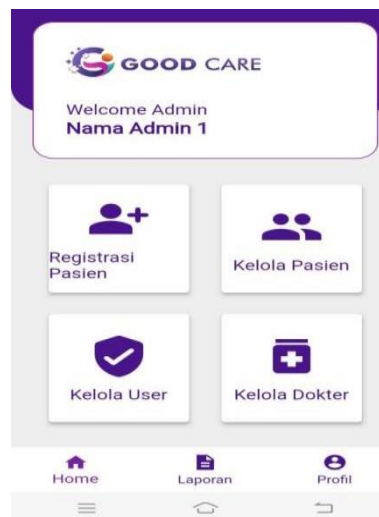 GOOD CARE
Welcome Admin
Nama Admin 1
Registrasi
Pasien
Kelola Pasien
Kelola User
Kelola Dokter
Home
Laporan
Profil